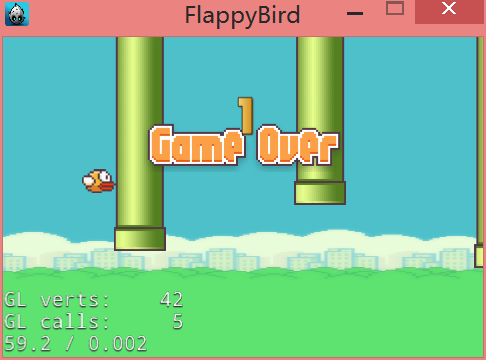 FlappyBird
1
Game Over
GL verts: 42
GL calls: 5
59.2 / 0.002